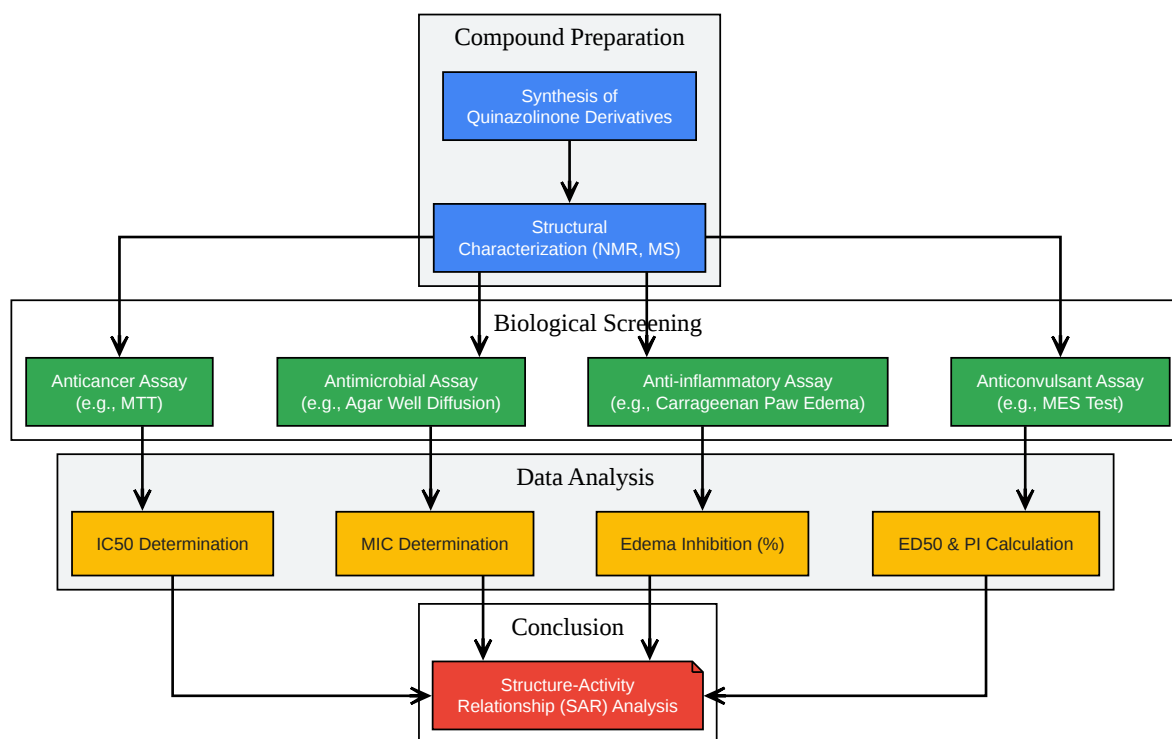 Compound Preparation
Synthesis of
Quinazolinone Derivatives
Structural
Characterization (NMR, MS)
Biological Screening
Anticancer Assay
(e.g., MTT)
Antimicrobial Assay
(e.g., Agar Well Diffusion)
Anti-inflammatory Assay
(e.g., Carrageenan Paw Edema)
Anticonvulsant Assay
(e.g., MES Test)
Data Analysis
IC50 Determination
MIC Determination
Edema Inhibition (%)
ED50 & PI Calculation
Conclusion
Structure-Activity
Relationship (SAR) Analysis